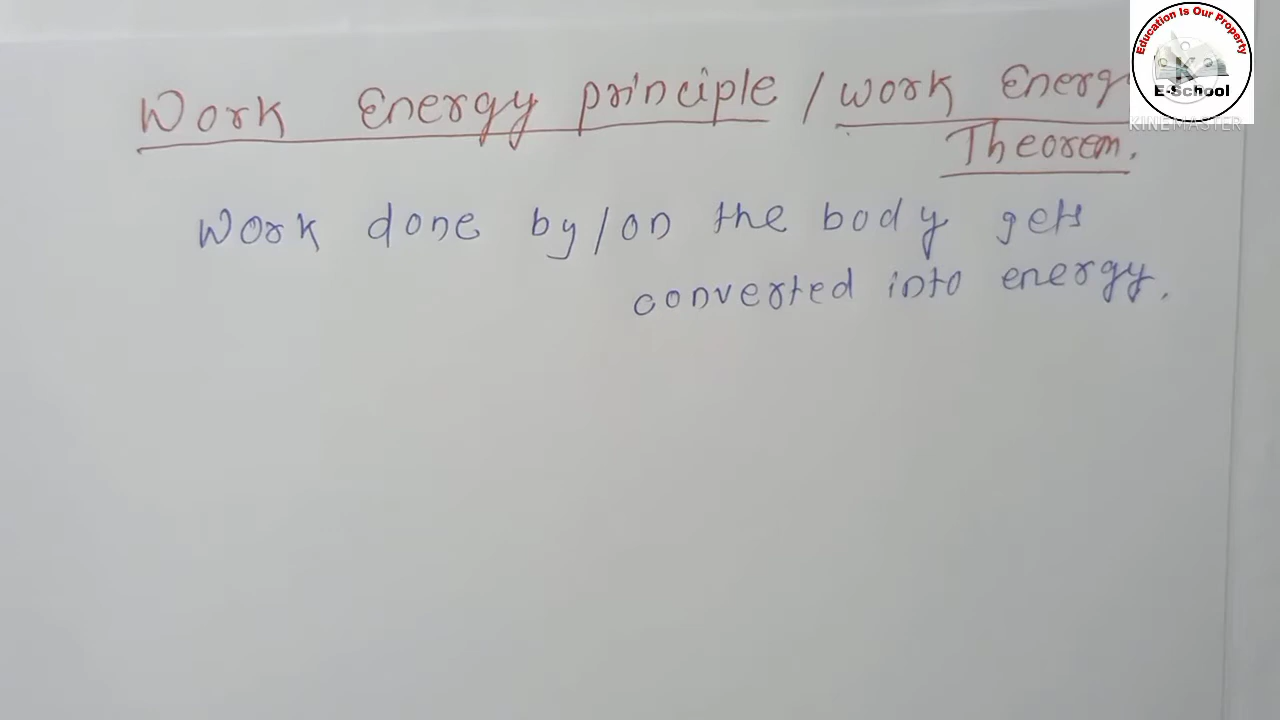 Education Is Our Property
K
E-School
KINEMASTER
Work Energy principle / Work Energy
Theorem.
Work done by/on the body gets
converted into energy.